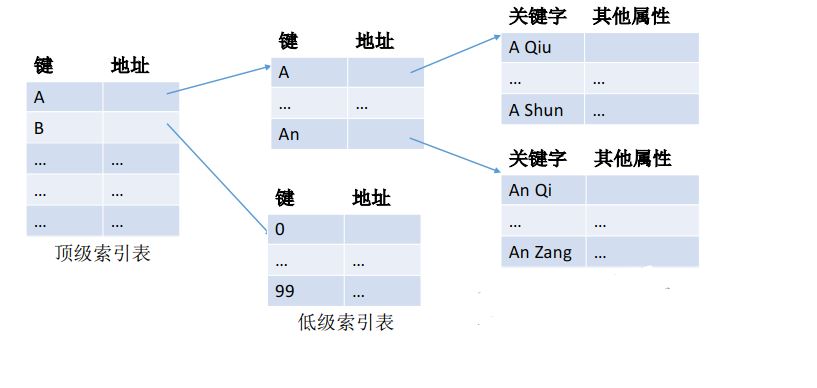 键 地址
A
B
... ...
... ...
... ...
顶级索引表
键 地址
A
... ...
An
键 地址
0
... ...
99 ...
低级索引表
关键字 其他属性
A Qiu
... ...
A Shun ...
关键字 其他属性
An Qi
... ...
An Zang ...